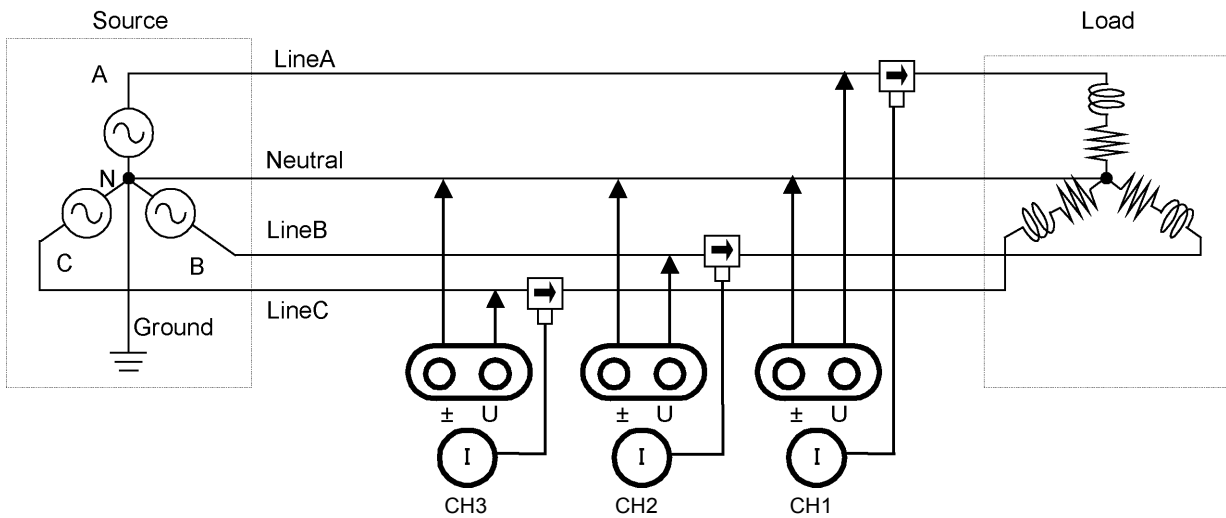 Source
Load
A
LineA
Neutral
N
LineB
C
B
LineC
Ground
± U
± U
± U
I
I
I
CH3
CH2
CH1